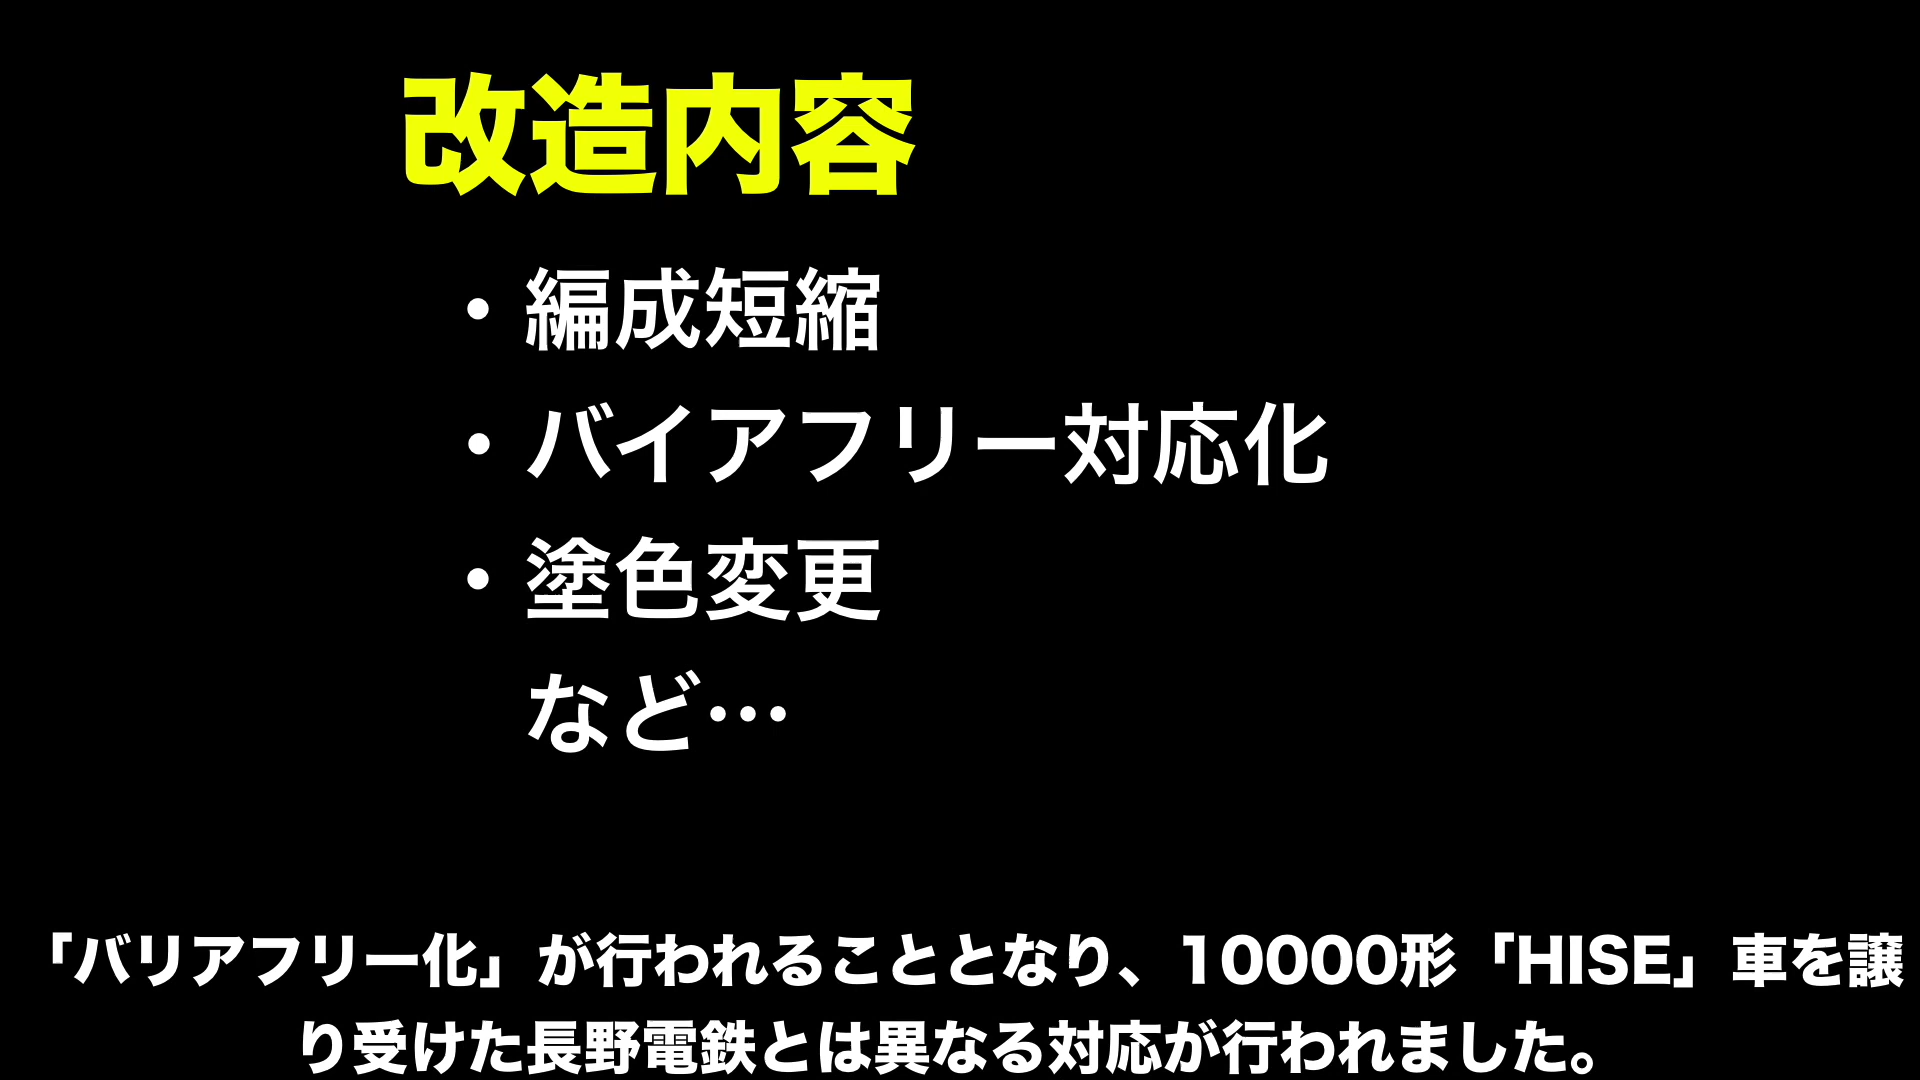 改造内容
・編成短縮
・バイアフリー対応化
・塗色変更
など…
「バリアフリー化」が行われることとなり、10000形「HISE」車を譲
り受けた長野電鉄とは異なる対応が行われました。